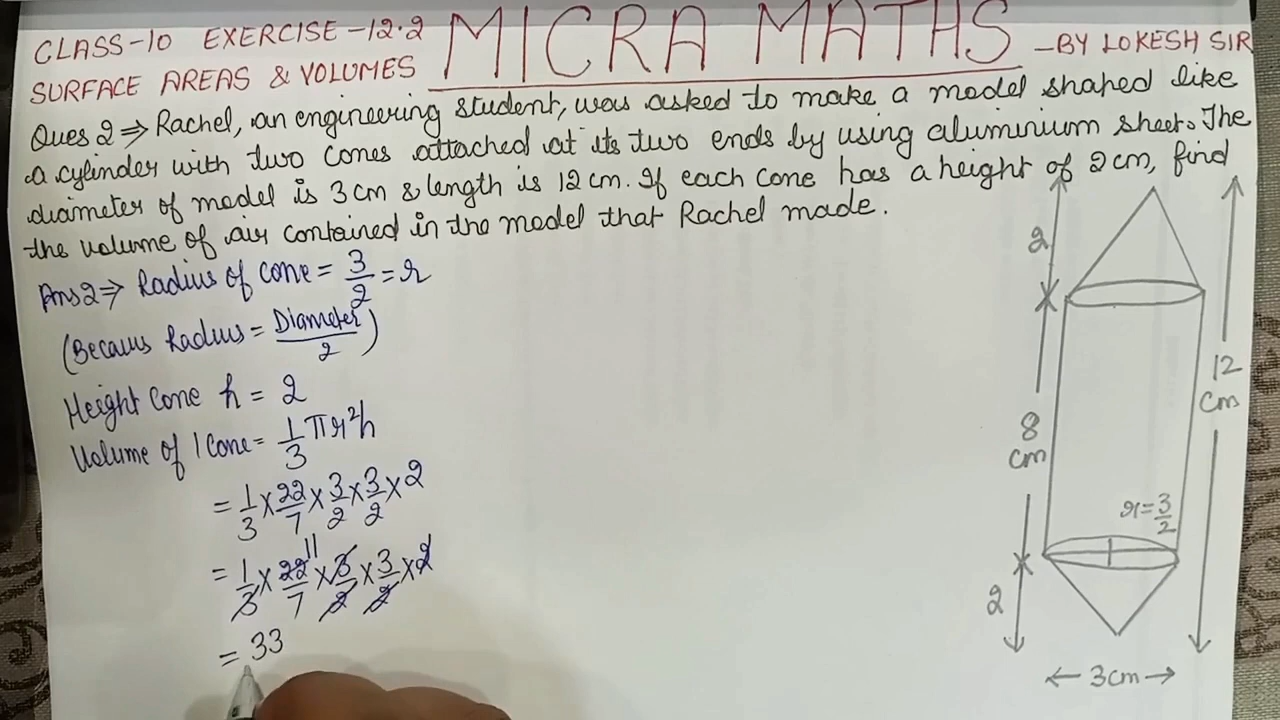 CLASS-10 EXERCISE-12.2 MICRA MATHS -BY LOKESH SIR
SURFACE AREAS & VOLUMES
Ques 2 ⇒ Rachel, an engineering student, was asked to make a model shaped like
a cylinder with two cones attached at its two ends by using aluminium sheet. The
diameter of model is 3 cm & length is 12 cm. If each cone has a height of 2 cm, find
the volume of air contained in the model that Rachel made.
Ans 2 ⇒ Radius of cone = 3/2 = r
(Becaus Radius = Diameter/2)
Height Cone h = 2
Volume of 1 Cone = 1/3 πr²h
= 1/3 × 22/7 × 3/2 × 3/2 × 2
= 1/3 × 22/7 × 3/2 × 3/2 × 2
11
= 33
2
8
cm
2
12
cm
r = 3/2
← 3cm →